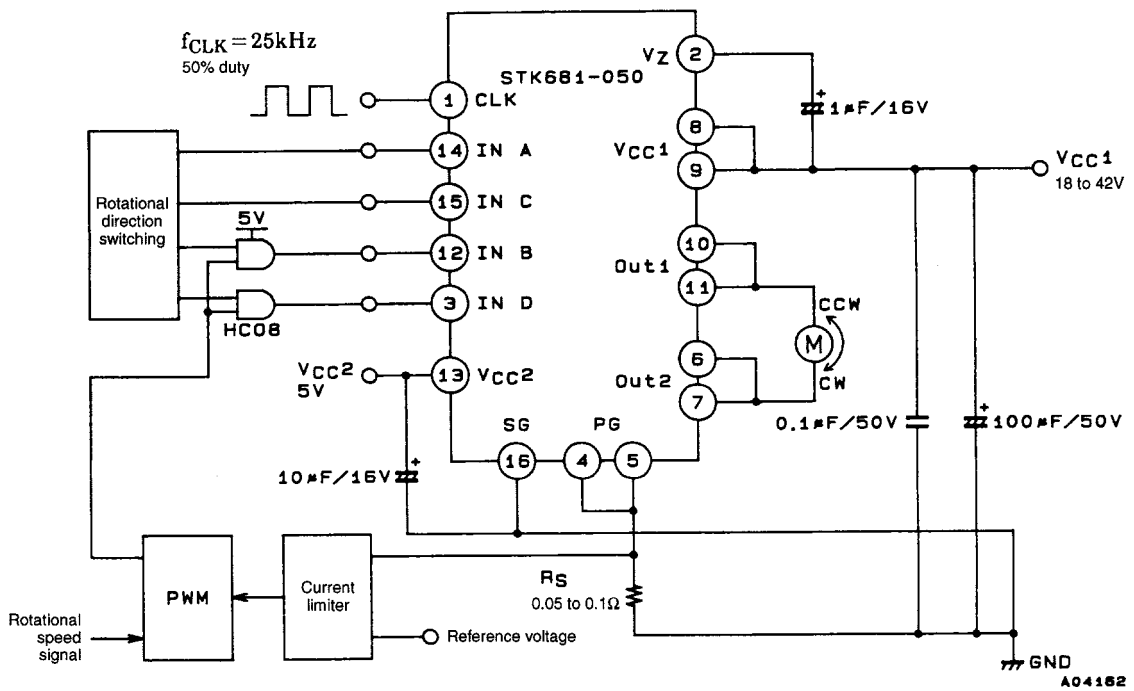 fCLK = 25kHz
50% duty
STK681-050
1 CLK
14 IN A
15 IN C
12 IN B
3 IN D
13 VCC2
VZ 2
8
VCC1
9
10
Out1
11
6
Out2
7
SG
PG
16
4
5
1µF/16V
VCC1
18 to 42V
Rotational
direction
switching
5V
HC08
VCC2
5V
CCW
M
CW
0.1µF/50V
100µF/50V
10µF/16V
PWM
Current
limiter
RS
0.05 to 0.1Ω
Rotational
speed
signal
Reference voltage
GND
A04162